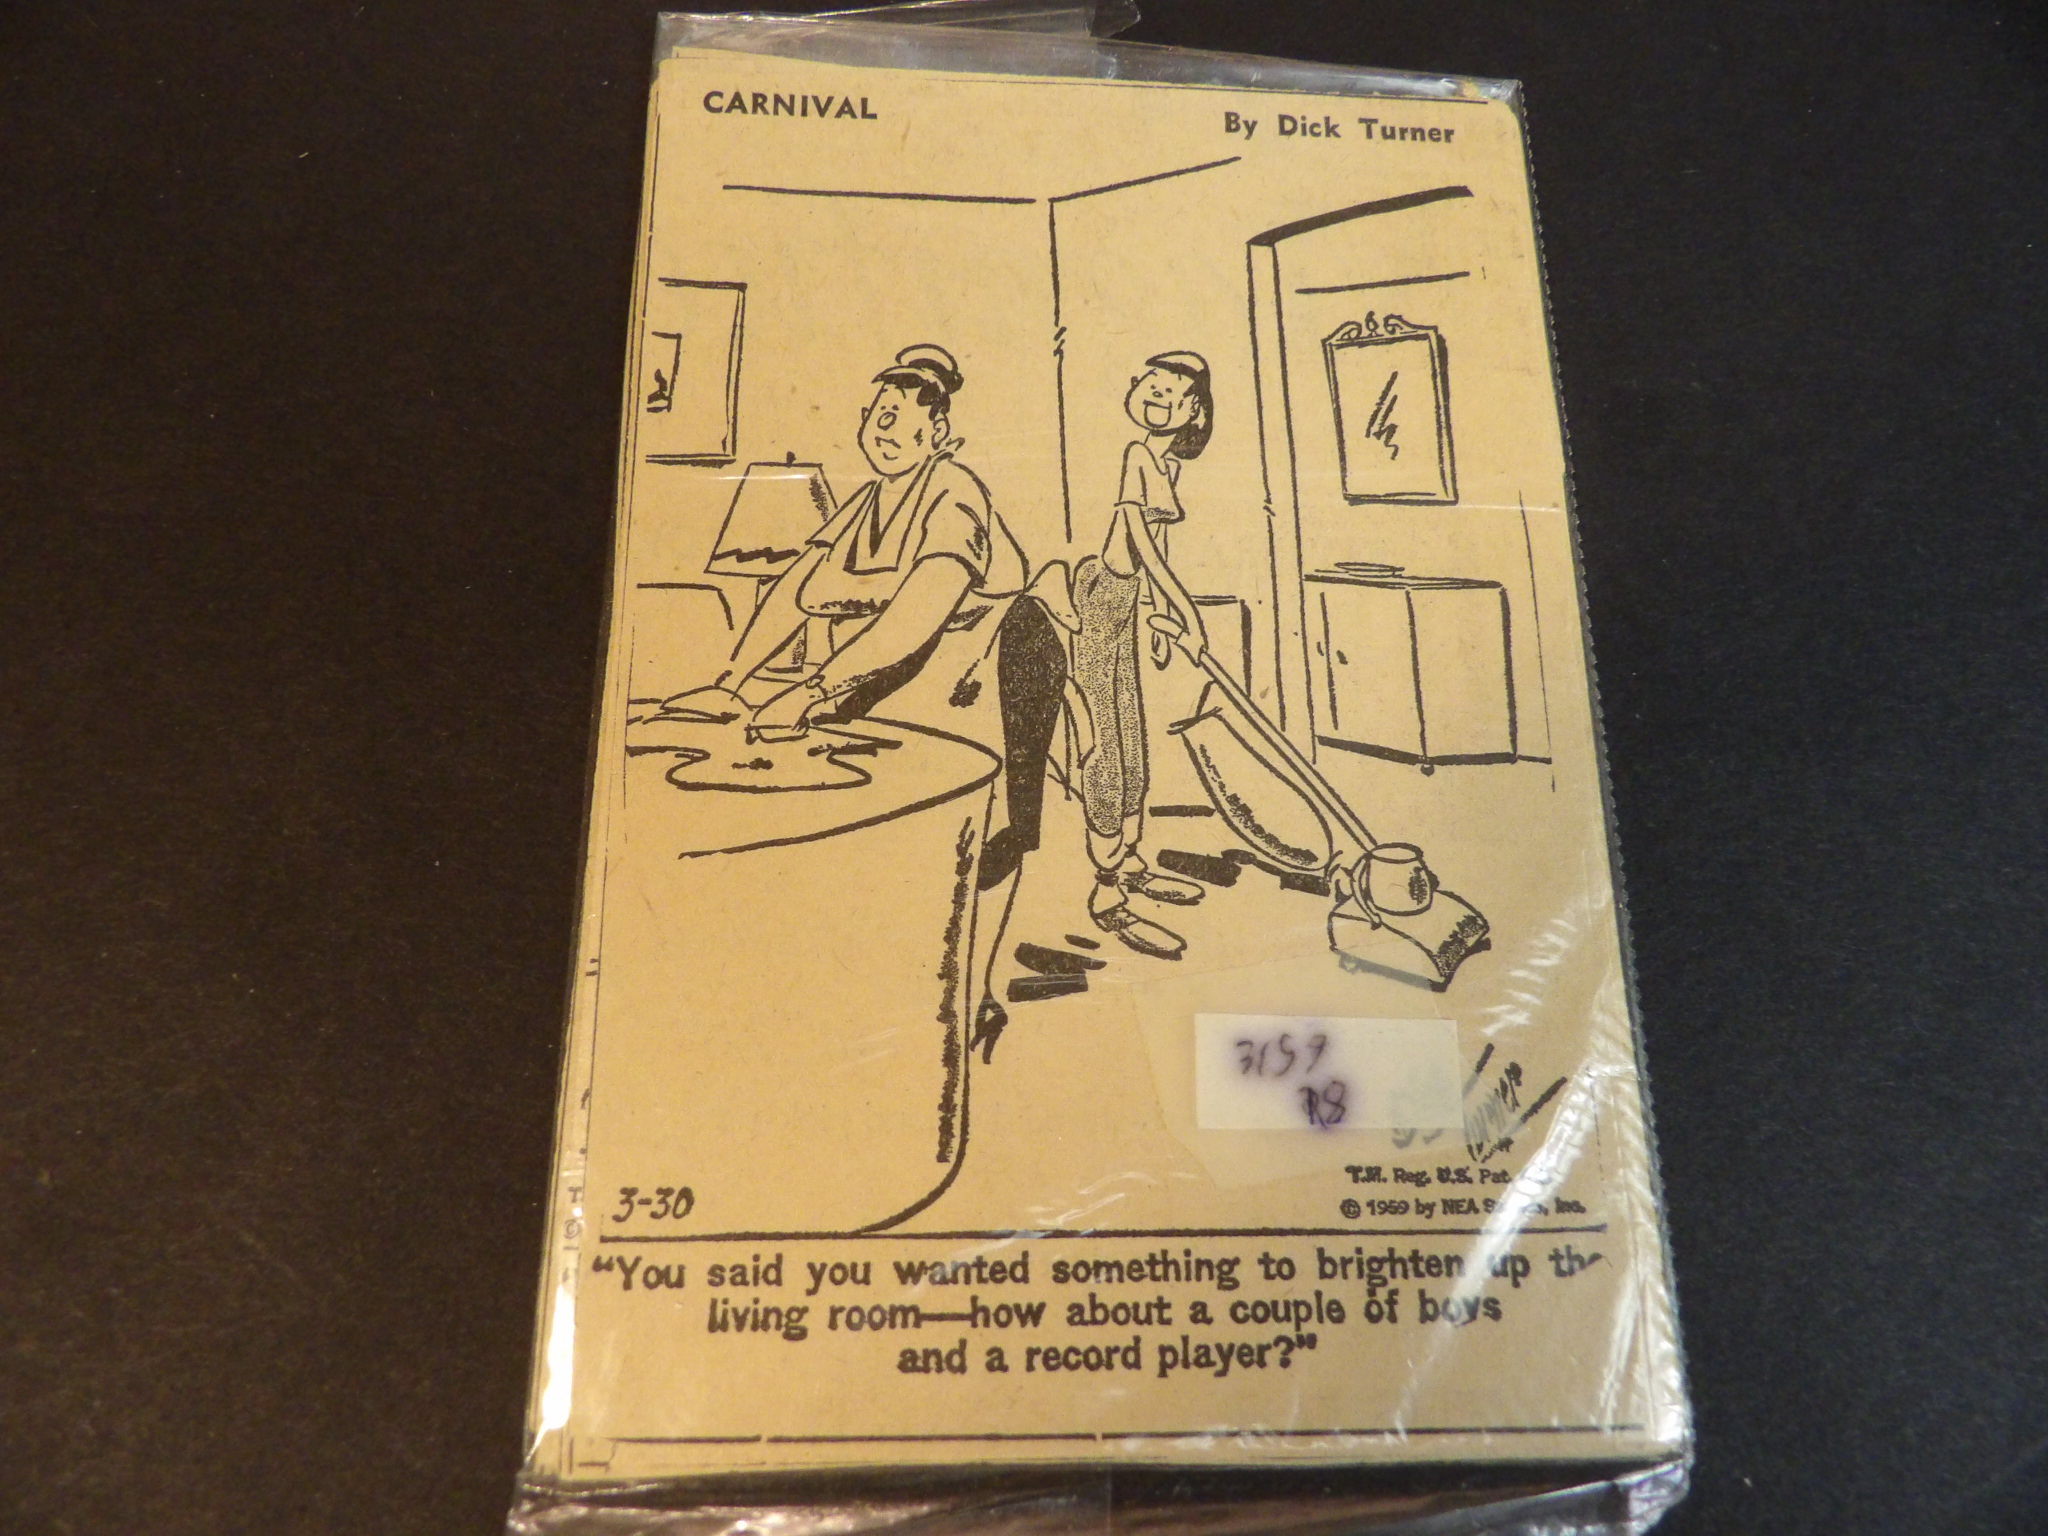 CARNIVAL
By Dick Turner
3159
R8
T.M. Reg. U.S. Pat.
3-30
© 1959 by NEA Inc.
“You said you wanted something to brighten up the
living room—how about a couple of boys
and a record player?”